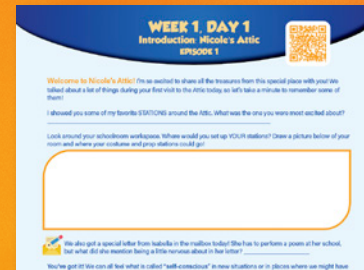 WEEK 1, DAY 1
Introduction: Nicole's Attic
EPISODE 1
Welcome to Nicole's Attic! I'm so excited to share all the treasures from this special place with you! We
talked about a lot of things during your first visit to the Attic today, so let's take a minute to remember some of
them!
I showed you some of my favorite STATIONS around the Attic. What was the one you were most excited about?
Look around your schoolroom workspace. Where would you set up YOUR stations? Draw a picture below of your
room and where your costume and prop stations could go!
We also got a special letter from Isabella in the mailbox today! She has to perform a poem at her school,
but what did she mention being a little nervous about in her letter?
You've got it! We can all feel what is called "self-conscious" in new situations or in places where we might have